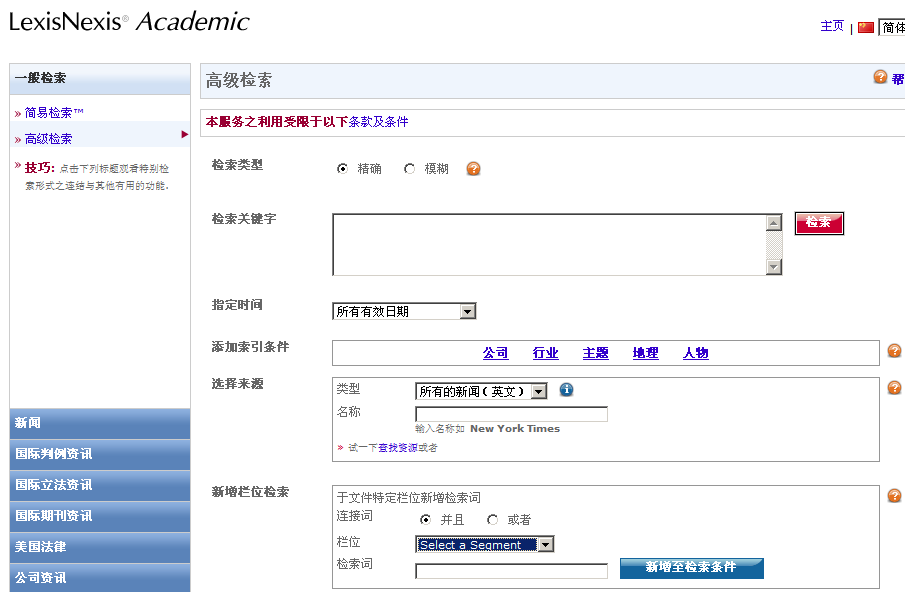 LexisNexis® Academic
主页 | 简体
一般检索
» 简易检索™
» 高级检索
» 技巧: 点击下列标题观看特别检
索形式之连结与其他有用的功能。
新闻
国际判例资讯
国际立法资讯
国际期刊资讯
美国法律
公司资讯
高级检索
? 帮
本服务之利用受限于以下条款及条件
检索类型 精确 模糊 ?
检索关键字 检索
指定时间 所有有效日期
添加索引条件 公司 行业 主题 地理 人物 ?
选择来源 ?
类型 所有的新闻 ( 英文 ) i
名称
输入名称如 New York Times
» 试一下查找资源或者
新增栏位检索 ?
于文件特定栏位新增检索词
连接词 并且 或者
栏位 Select a Segment
检索词 新增至检索条件